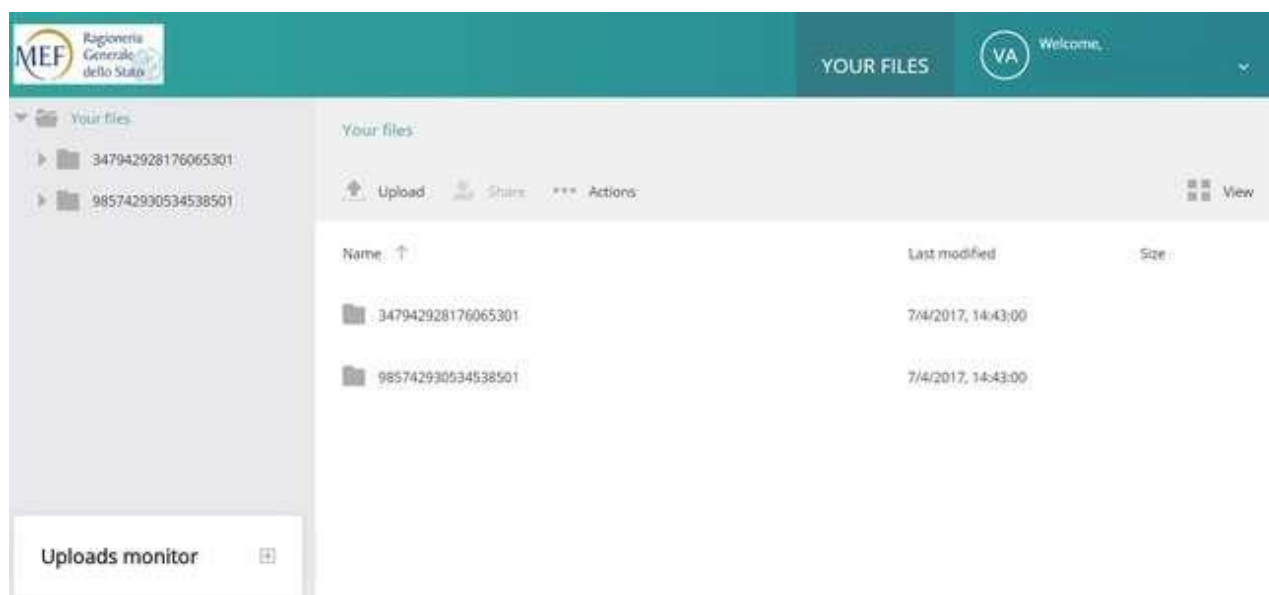 MEF
Ragioneria
Generale
dello Stato
YOUR FILES
VA
Welcome,
Your files
347942928176065301
985742930534538501
Your files
Upload
Share
Actions
View
Name
Last modified
Size
347942928176065301
7/4/2017, 14:43:00
985742930534538501
7/4/2017, 14:43:00
Uploads monitor